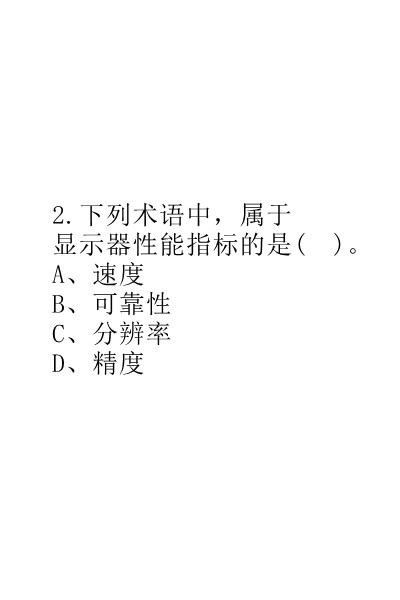 2.下列术语中，属于
显示器性能指标的是(  )。
A、速度
B、可靠性
C、分辨率
D、精度